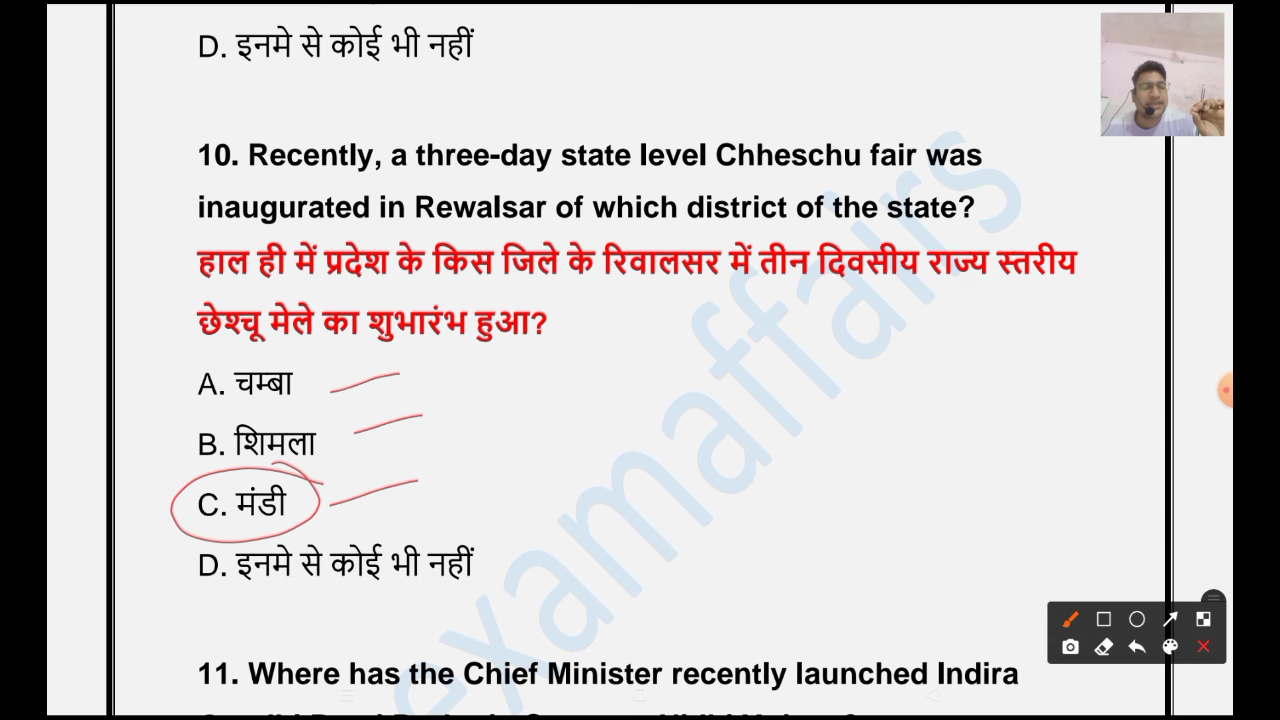 D. इनमे से कोई भी नहीं
10. Recently, a three-day state level Chheschu fair was
inaugurated in Rewalsar of which district of the state?
हाल ही में प्रदेश के किस जिले के रिवालसर में तीन दिवसीय राज्य स्तरीय
छेश्चू मेले का शुभारंभ हुआ?
A. चम्बा
B. शिमला
C. मंडी
D. इनमे से कोई भी नहीं
11. Where has the Chief Minister recently launched Indira
examaffairs